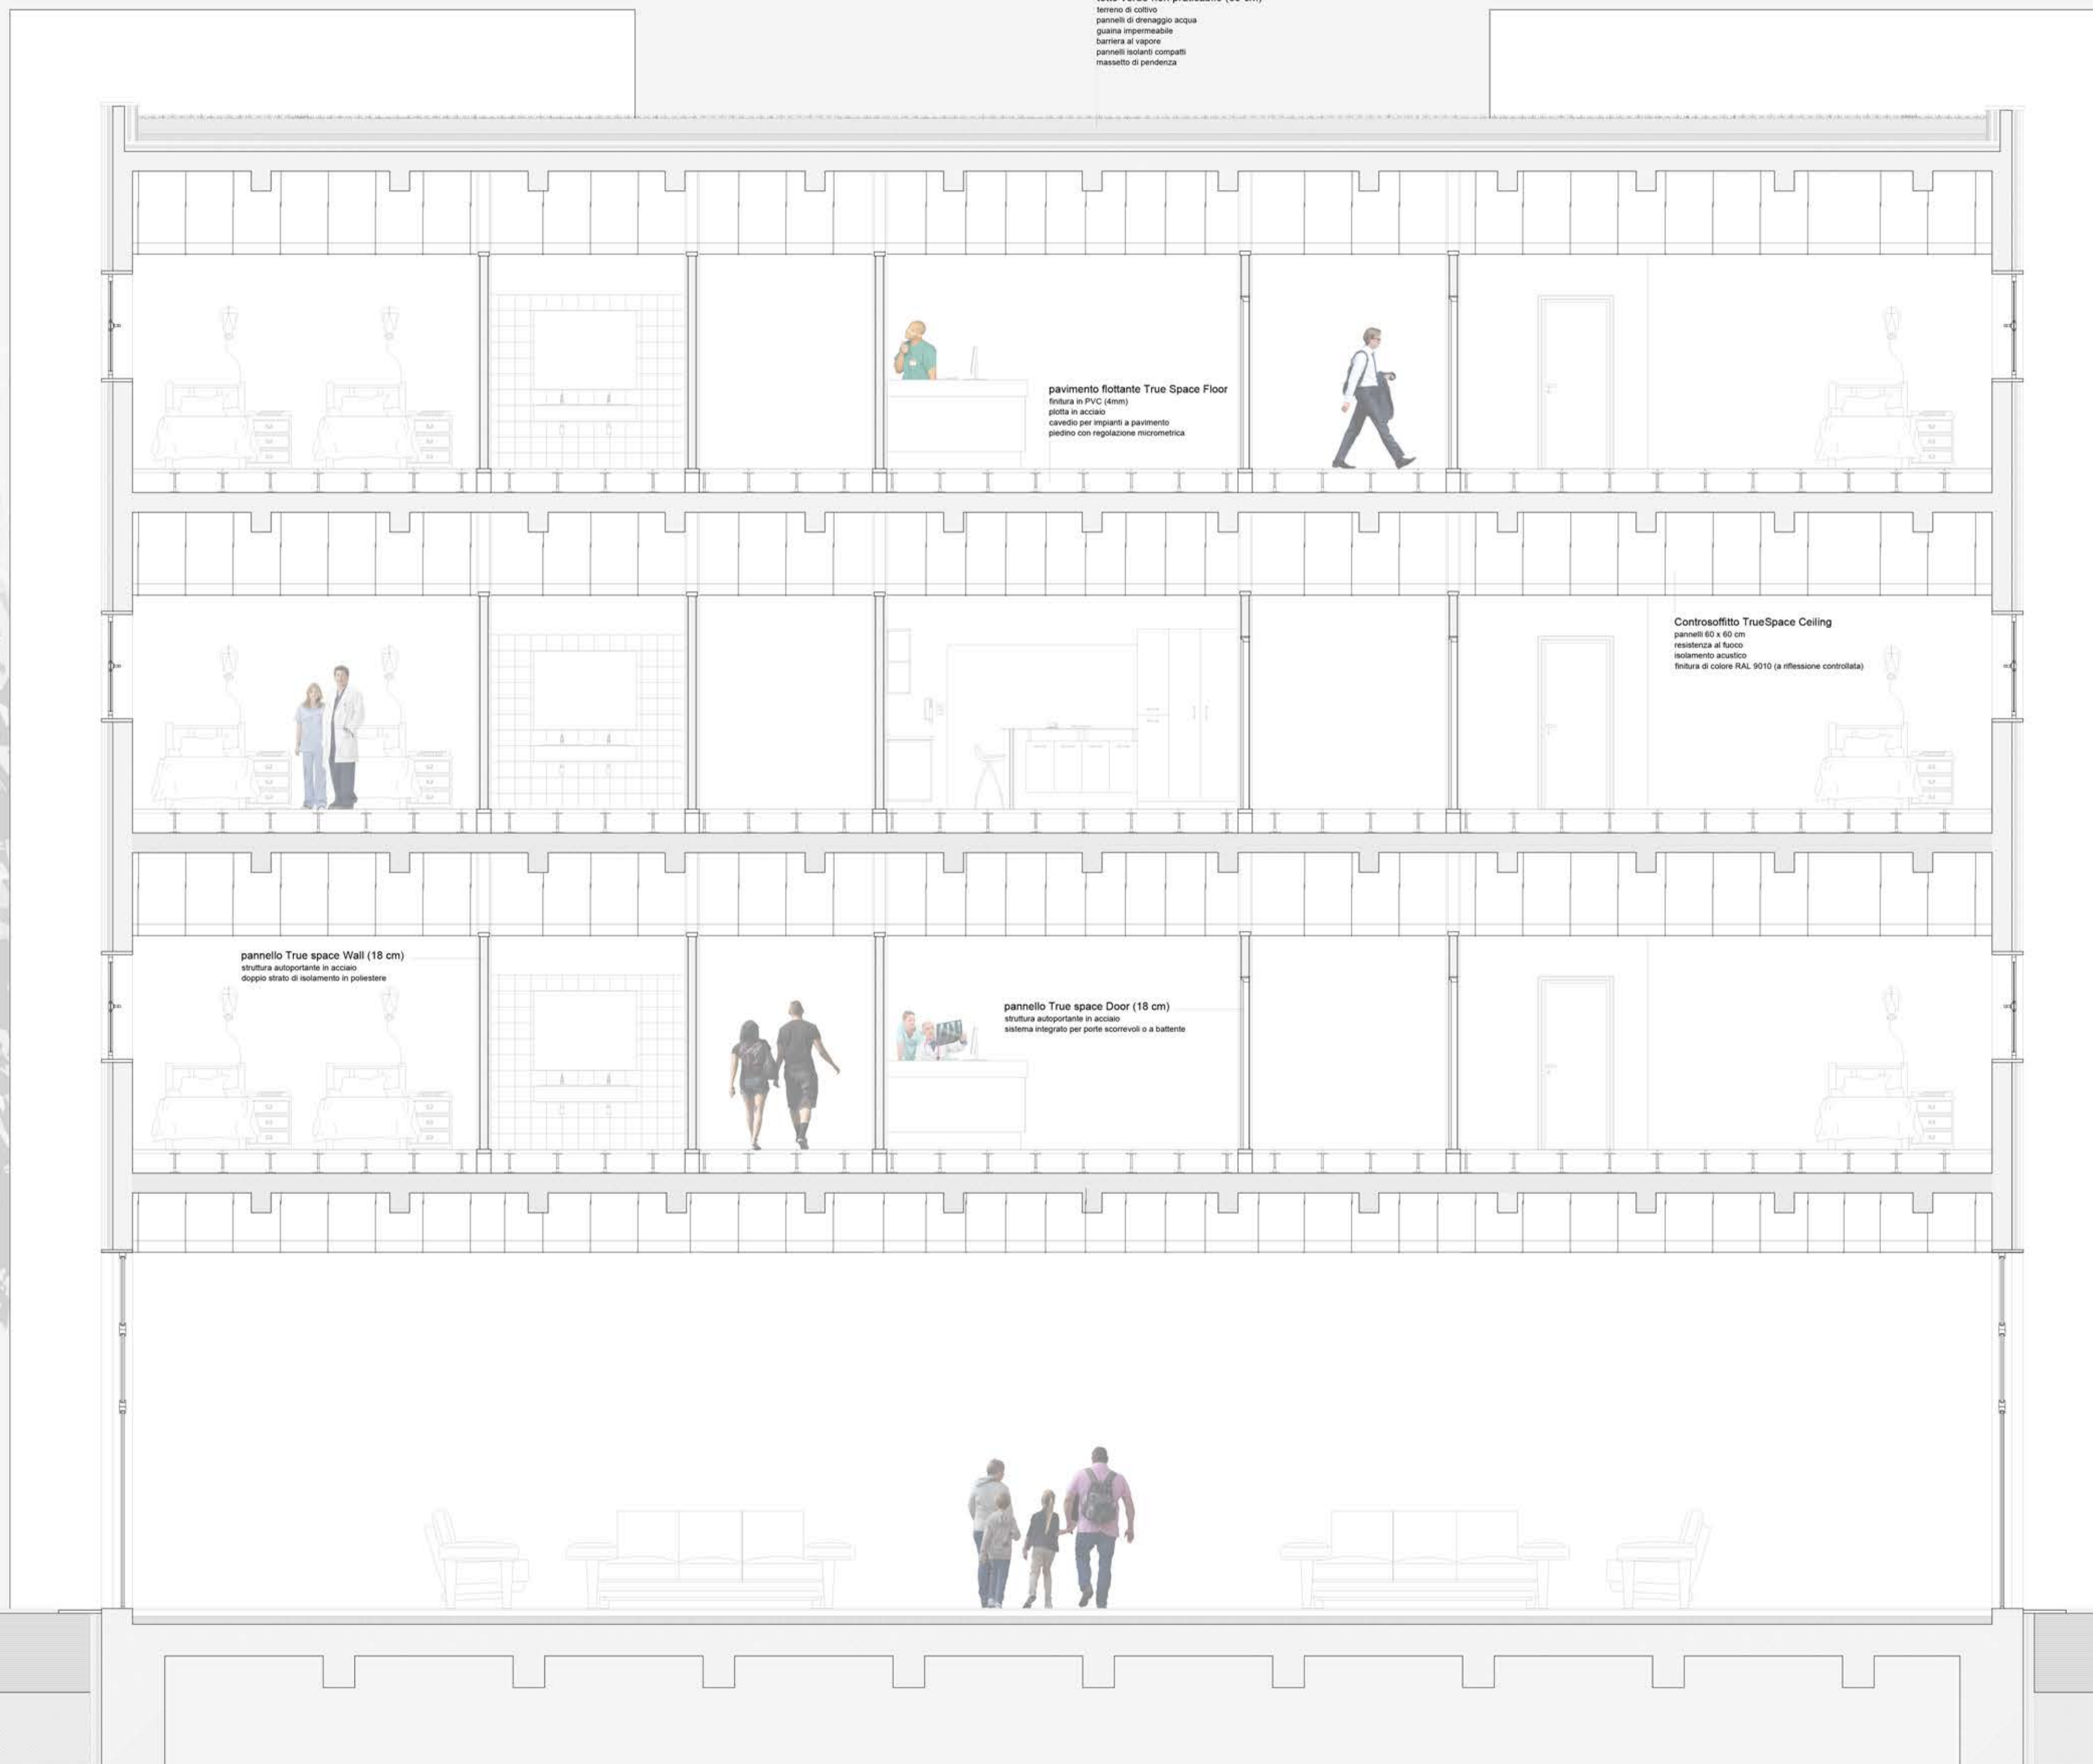 terreno di coltivo
pannelli di drenaggio acqua
guaina impermeabile
barriera al vapore
pannelli isolanti compatti
massetto di pendenza
pavimento flottante True Space Floor
finitura in PVC (4mm)
plotta in acciaio
cavedio per impianti a pavimento
piedino con regolazione micrometrica
Controsoffitto TrueSpace Ceiling
pannelli 60 x 60 cm
resistenza al fuoco
isolamento acustico
finitura di colore RAL 9010 (a riflessione controllata)
pannello True space Wall (18 cm)
struttura autoportante in acciaio
doppio strato di isolamento in poliestere
pannello True space Door (18 cm)
struttura autoportante in acciaio
sistema integrato per porte scorrevoli o a battente